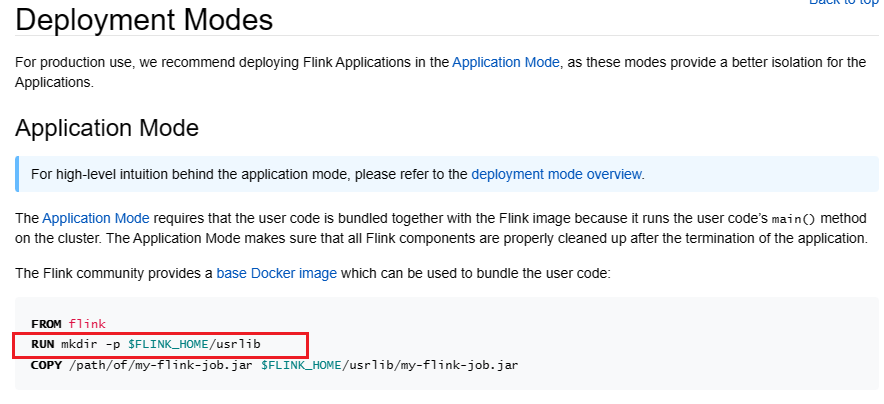 Back to top
Deployment Modes
For production use, we recommend deploying Flink Applications in the Application Mode, as these modes provide a better isolation for the
Applications.
Application Mode
For high-level intuition behind the application mode, please refer to the deployment mode overview.
The Application Mode requires that the user code is bundled together with the Flink image because it runs the user code’s main() method
on the cluster. The Application Mode makes sure that all Flink components are properly cleaned up after the termination of the application.
The Flink community provides a base Docker image which can be used to bundle the user code:
FROM flink
RUN mkdir -p $FLINK_HOME/usrlib
COPY /path/of/my-flink-job.jar $FLINK_HOME/usrlib/my-flink-job.jar